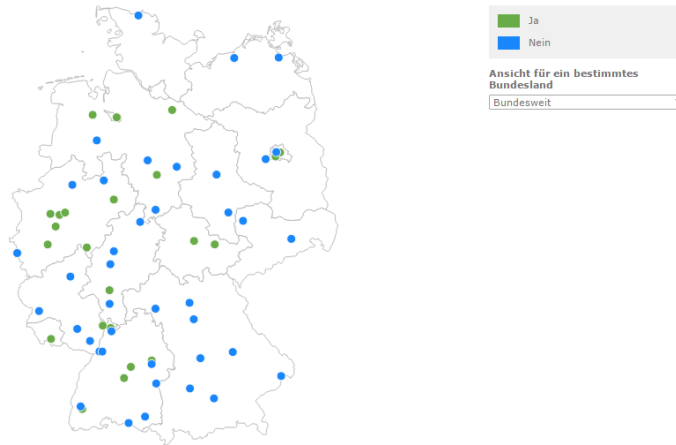 Ja
Nein
Ansicht für ein bestimmtes
Bundesland
Bundesweit